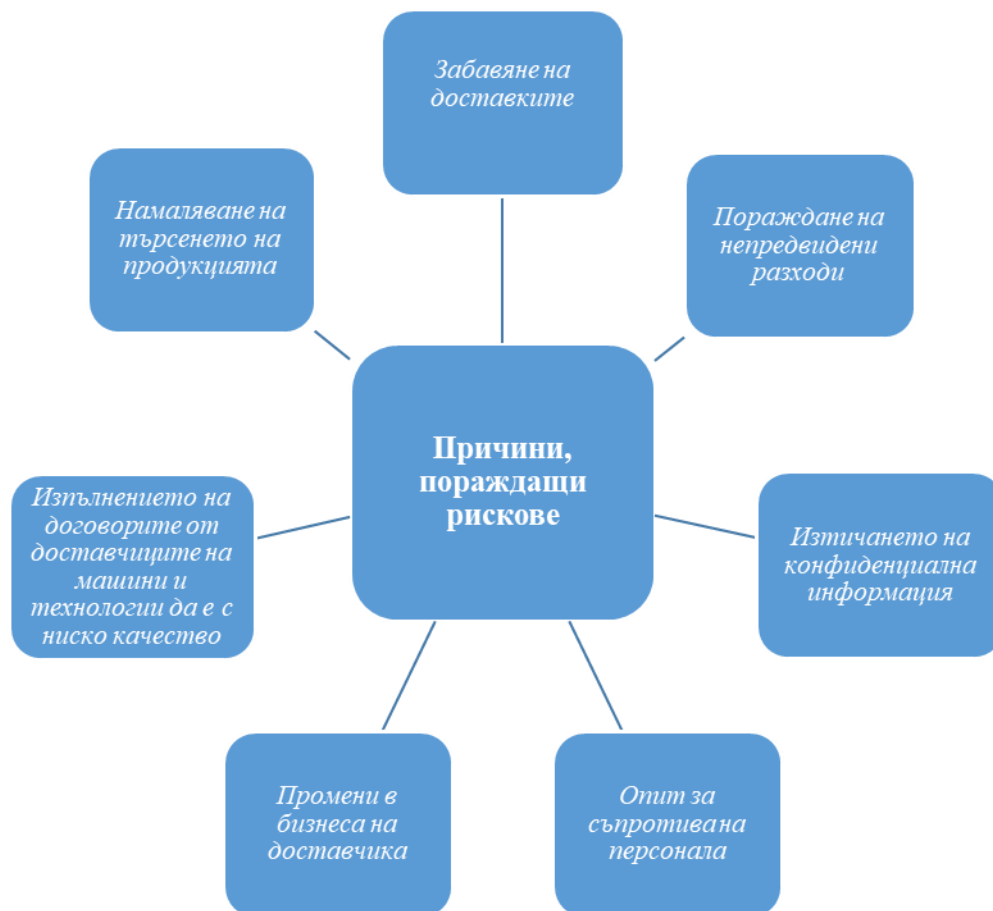 Забавяне на
доставките
Пораждане на
непредвидени
разходи
Изтичането на
конфиденциална
информация
Опит за
съпротива на
персонала
Промени в
бизнеса на
доставчика
Изпълнението на
договорите от
доставчиците на
машини и
технологии да е с
ниско качество
Намаляване на
търсенето на
продукцията
Причини,
пораждащи
рискове